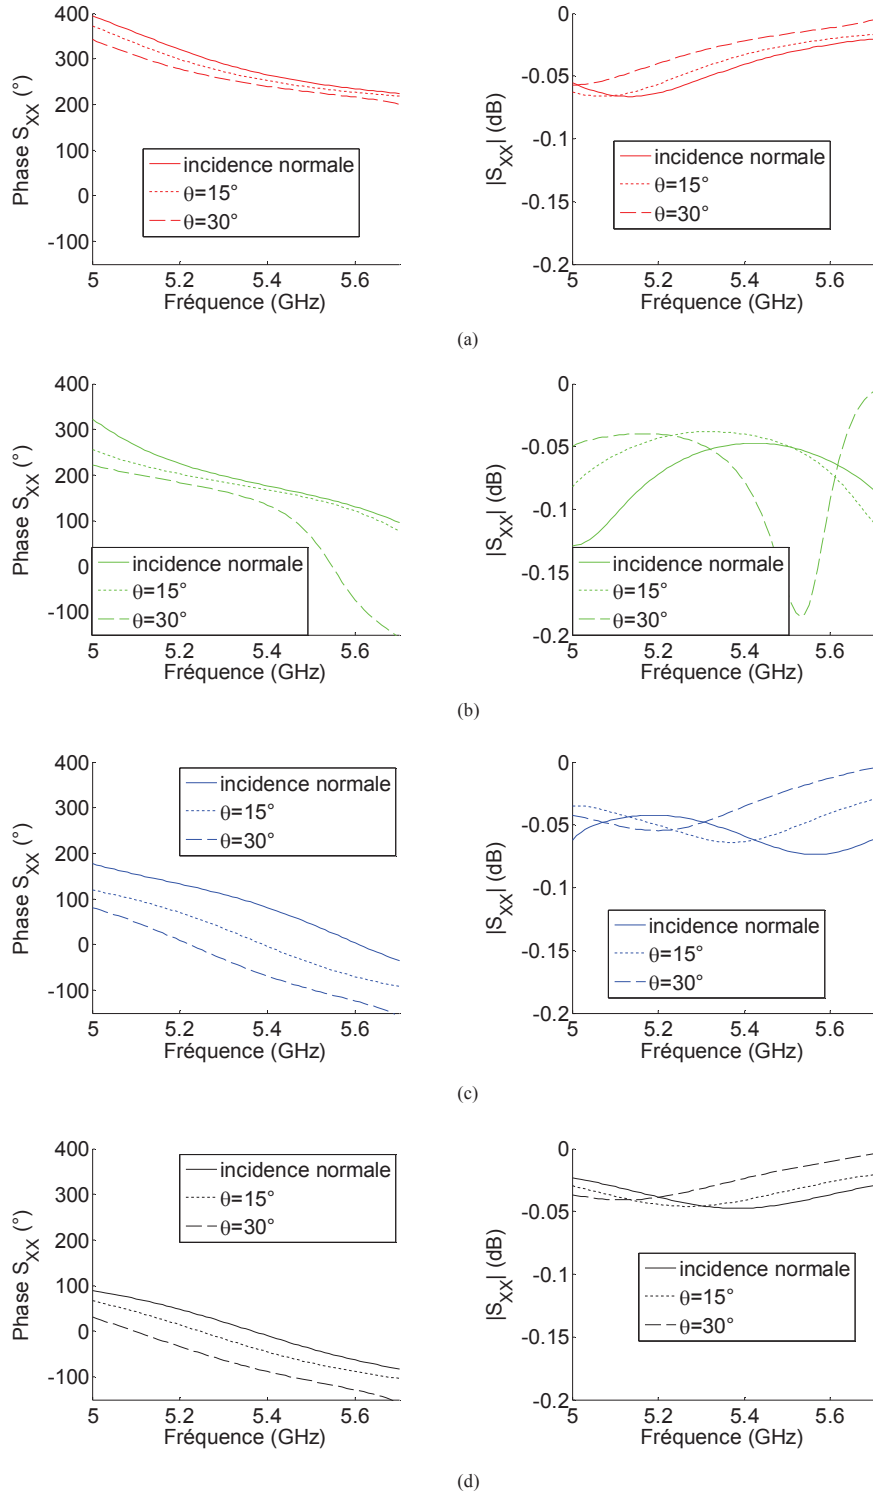 400
300
200
100
0
-100
Phase S_XX (°)
incidence normale
θ=15°
θ=30°
5 5.2 5.4 5.6
Fréquence (GHz)
0
-0.05
-0.1
-0.15
-0.2
|S_XX| (dB)
incidence normale
θ=15°
θ=30°
5 5.2 5.4 5.6
Fréquence (GHz)
(a)
400
300
200
100
0
-100
Phase S_XX (°)
incidence normale
θ=15°
θ=30°
5 5.2 5.4 5.6
Fréquence (GHz)
0
-0.05
-0.1
-0.15
-0.2
|S_XX| (dB)
incidence normale
θ=15°
θ=30°
5 5.2 5.4 5.6
Fréquence (GHz)
(b)
400
300
200
100
0
-100
Phase S_XX (°)
incidence normale
θ=15°
θ=30°
5 5.2 5.4 5.6
Fréquence (GHz)
0
-0.05
-0.1
-0.15
-0.2
|S_XX| (dB)
incidence normale
θ=15°
θ=30°
5 5.2 5.4 5.6
Fréquence (GHz)
(c)
400
300
200
100
0
-100
Phase S_XX (°)
incidence normale
θ=15°
θ=30°
5 5.2 5.4 5.6
Fréquence (GHz)
0
-0.05
-0.1
-0.15
-0.2
|S_XX| (dB)
incidence normale
θ=15°
θ=30°
5 5.2 5.4 5.6
Fréquence (GHz)
(d)